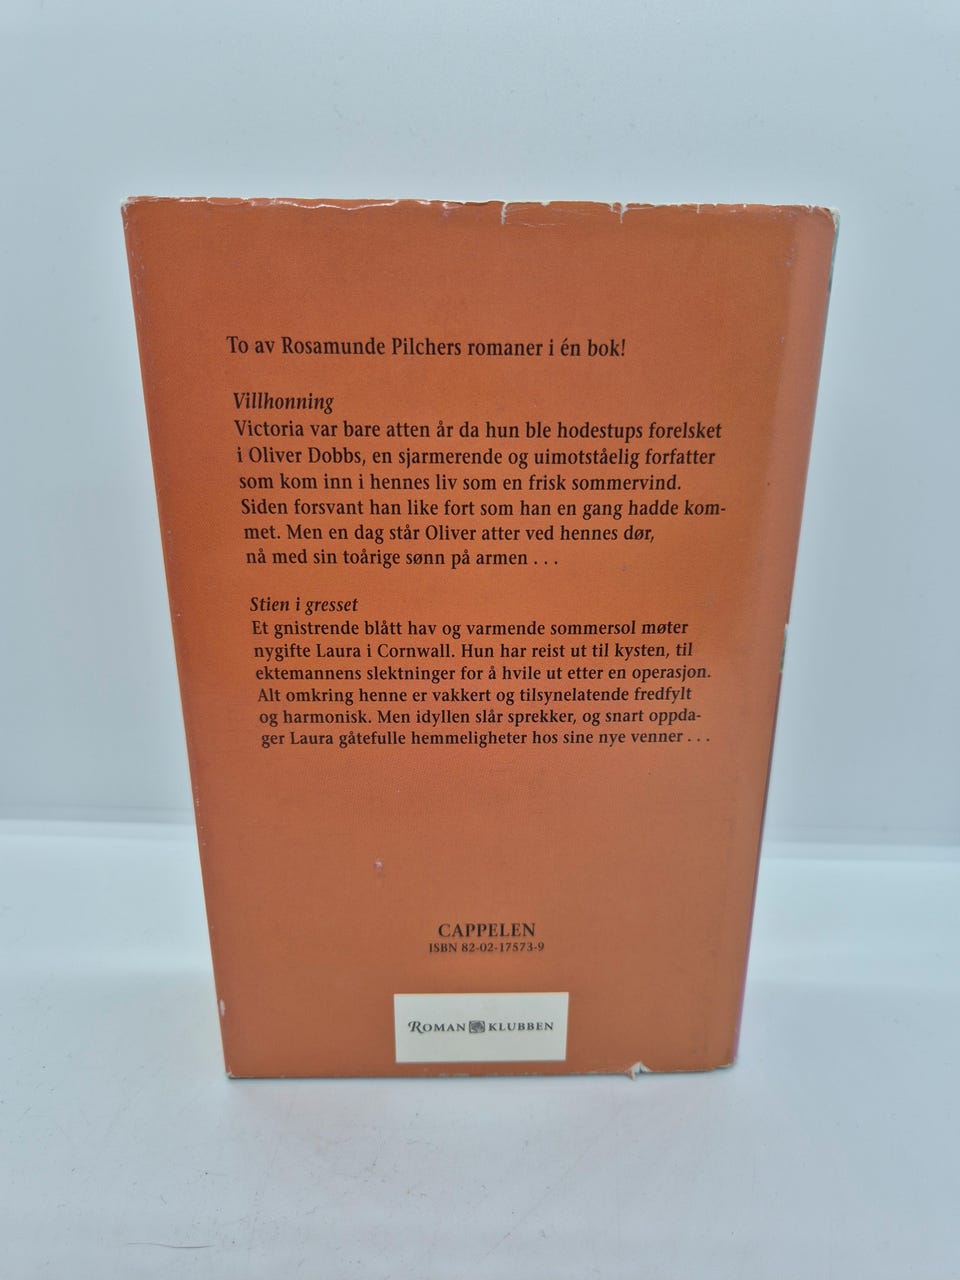 To av Rosamunde Pilchers romaner i én bok!
Villhonning
Victoria var bare atten år da hun ble hodestups forelsket
i Oliver Dobbs, en sjarmerende og uimotståelig forfatter
som kom inn i hennes liv som en frisk sommervind.
Siden forsvant han like fort som han en gang hadde kom-
met. Men en dag står Oliver atter ved hennes dør,
nå med sin toårige sønn på armen . . .
Stien i gresset
Et gnistrende blått hav og varmende sommersol møter
nygifte Laura i Cornwall. Hun har reist ut til kysten, til
ektemannens slektninger for å hvile ut etter en operasjon.
Alt omkring henne er vakkert og tilsynelatende fredfylt
og harmonisk. Men idyllen slår sprekker, og snart oppda-
ger Laura gåtefulle hemmeligheter hos sine nye venner . . .
CAPPELEN
ISBN 82-02-17573-9
ROMAN KLUBBEN